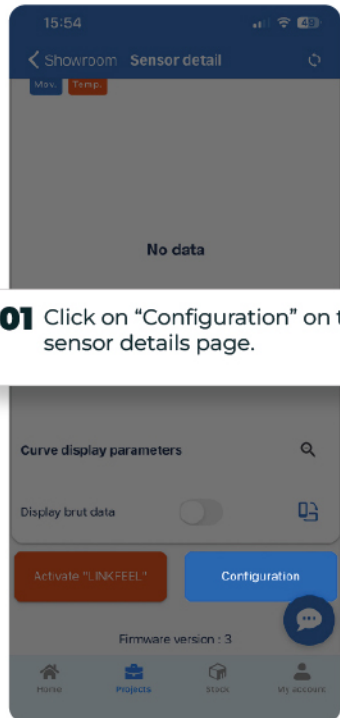 15:54
49
Showroom Sensor detail
Mov. Temp.
No data
01 Click on "Configuration" on t
sensor details page.
Curve display parameters
Display brut data
Activate "LINKFEEL" Configuration
Firmware version : 3
Home Projects Stock My account